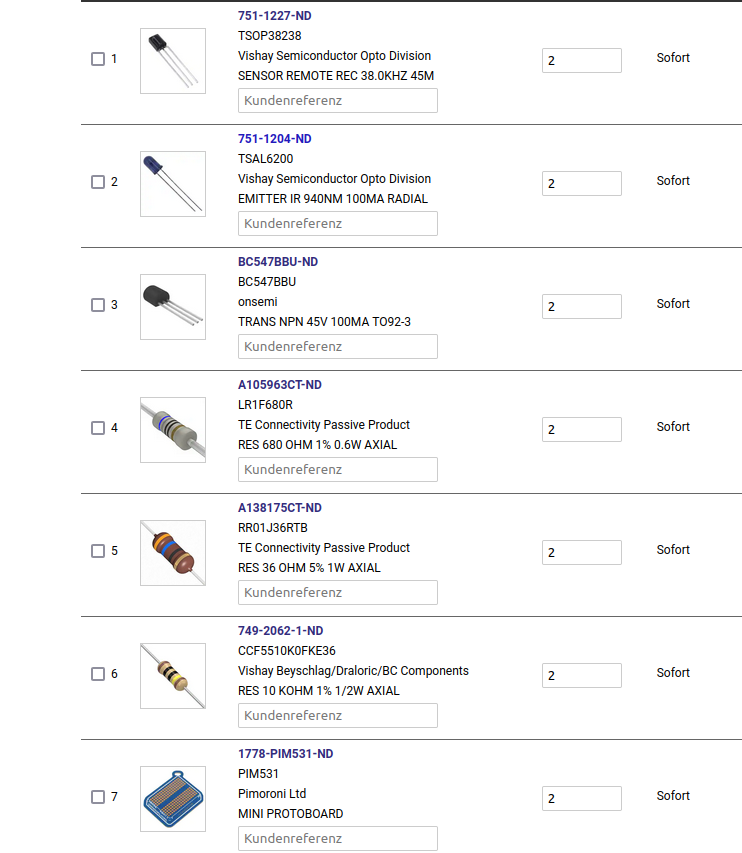 751-1227-ND
TSOP38238
Vishay Semiconductor Opto Division
1
SENSOR REMOTE REC 38.0KHZ 45M
2
Sofort
Kundenreferenz
751-1204-ND
TSAL6200
Vishay Semiconductor Opto Division
2
EMITTER IR 940NM 100MA RADIAL
2
Sofort
Kundenreferenz
BC547BBU-ND
BC547BBU
onsemi
3
TRANS NPN 45V 100MA TO92-3
2
Sofort
Kundenreferenz
A105963CT-ND
LR1F680R
TE Connectivity Passive Product
4
RES 680 OHM 1% 0.6W AXIAL
2
Sofort
Kundenreferenz
A138175CT-ND
RR01J36RTB
TE Connectivity Passive Product
5
RES 36 OHM 5% 1W AXIAL
2
Sofort
Kundenreferenz
749-2062-1-ND
CCF5510K0FKE36
Vishay Beyschlag/Draloric/BC Components
6
RES 10 KOHM 1% 1/2W AXIAL
2
Sofort
Kundenreferenz
1778-PIM531-ND
PIM531
Pimoroni Ltd
7
MINI PROTOBOARD
2
Sofort
Kundenreferenz